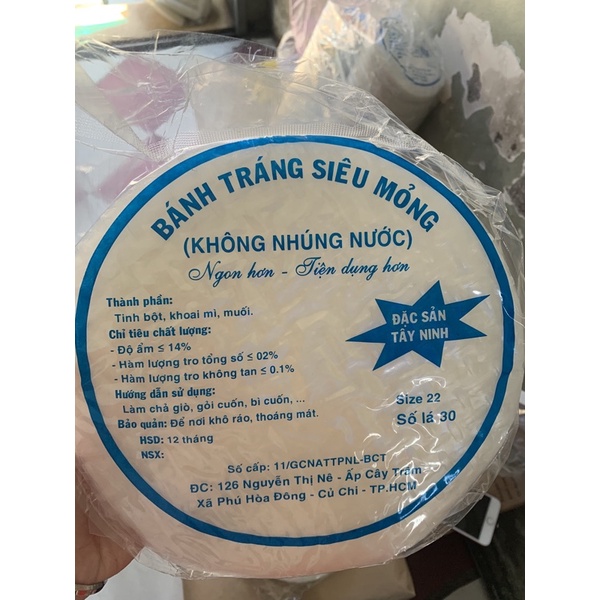 BÁNH TRÁNG SIÊU MỎNG
(KHÔNG NHÚNG NƯỚC)
Ngon hơn - Tiện dụng hơn
Thành phần:
Tinh bột, khoai mì, muối.
Chỉ tiêu chất lượng:
- Độ ẩm ≤ 14%
- Hàm lượng tro tổng số ≤ 02%
- Hàm lượng tro không tan ≤ 0.1%
Hướng dẫn sử dụng:
Làm chả giò, gỏi cuốn, bì cuốn, ...
Bảo quản: Để nơi khô ráo, thoáng mát.
HSD: 12 tháng
NSX:
ĐẶC SẢN
TÂY NINH
Size 22
Số lá 30
Số cấp: 11/GCNATTPNL-BCT
ĐC: 126 Nguyễn Thị Nê - Ấp Cây Trôm
Xã Phú Hòa Đông - Củ Chi - TP.HCM